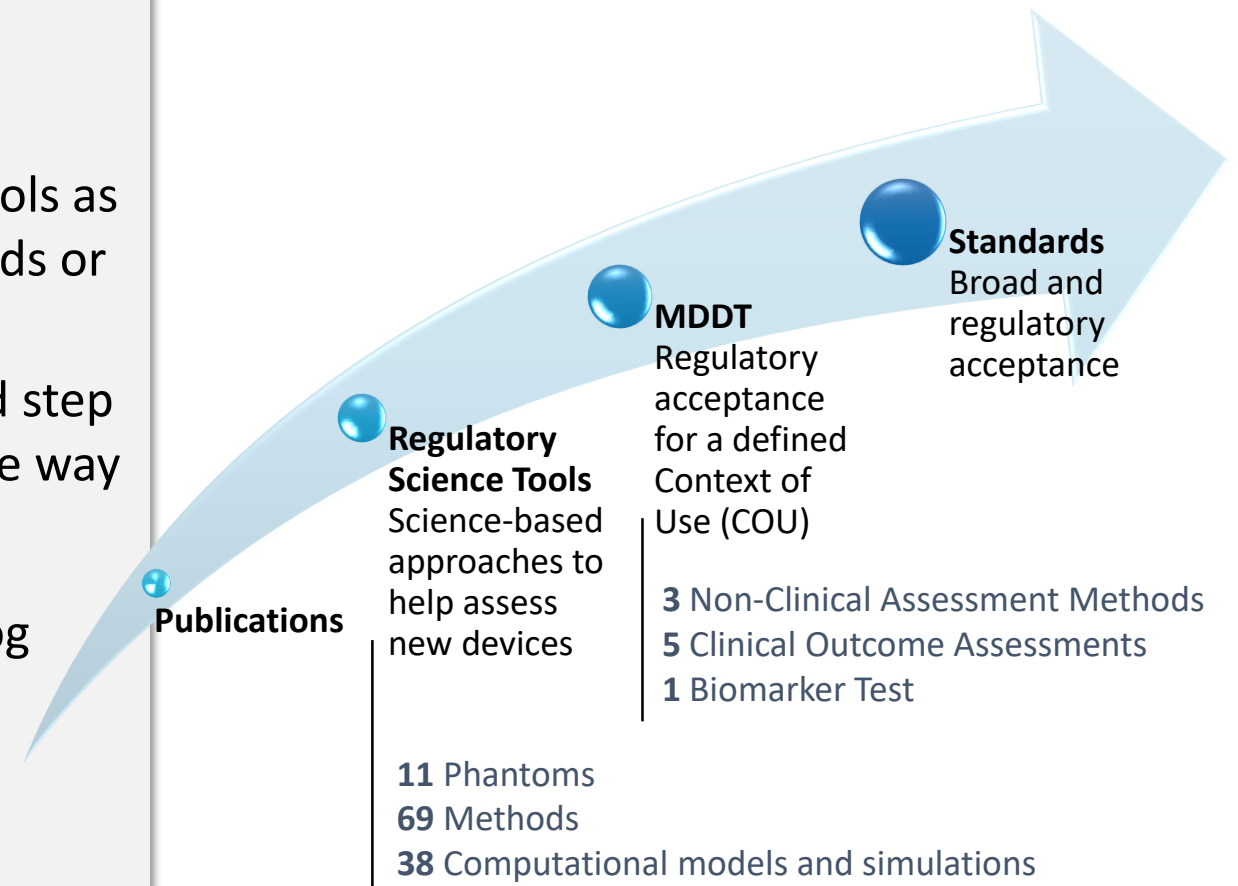 ols as
ds or
d step
e way
og
Publications
Regulatory
Science Tools
Science-based
approaches to
help assess
new devices
11 Phantoms
69 Methods
38 Computational models and simulations
MDDT
Regulatory
acceptance
for a defined
Context of
Use (COU)
3 Non-Clinical Assessment Methods
5 Clinical Outcome Assessments
1 Biomarker Test
Standards
Broad and
regulatory
acceptance